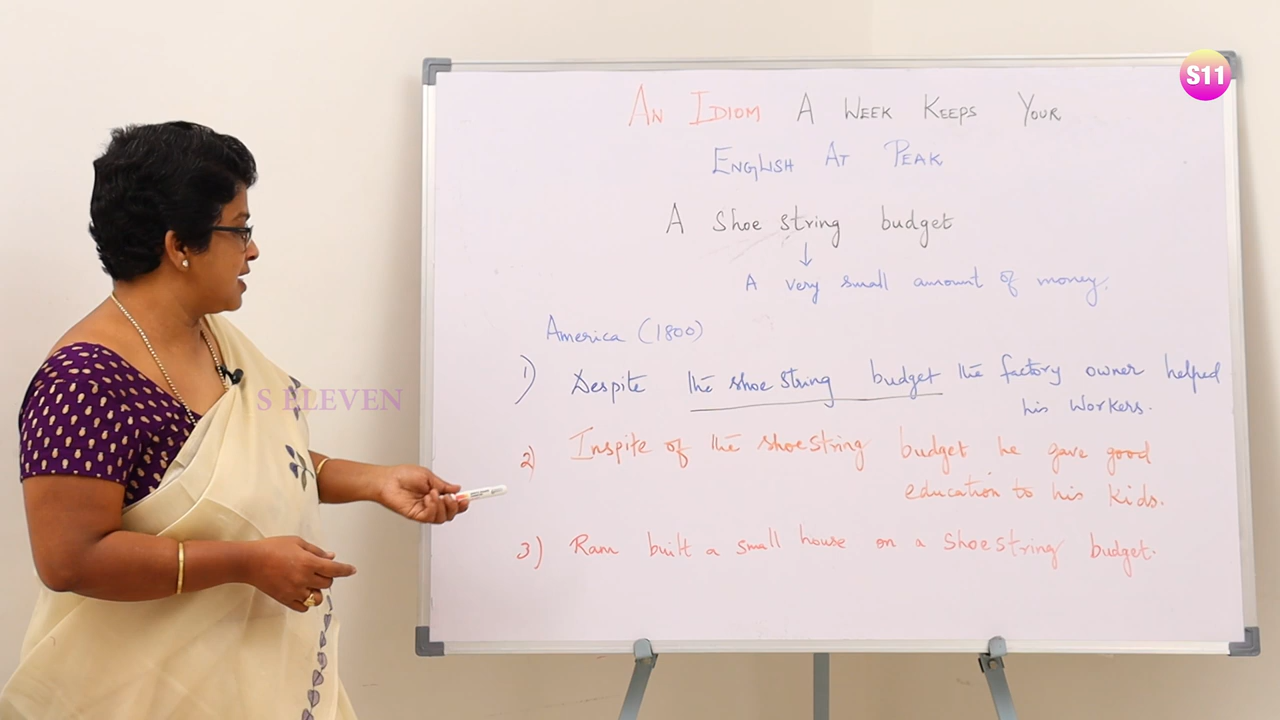 S11
AN IDIOM A WEEK KEEPS YOUR
ENGLISH AT PEAK
A Shoe string budget
↓
A very small amount of money.
America (1800)
1) Despite the shoe string budget the factory owner helped
his workers.
2) Inspite of the shoestring budget he gave good
education to his kids.
3) Ram built a small house on a shoestring budget.
S ELEVEN